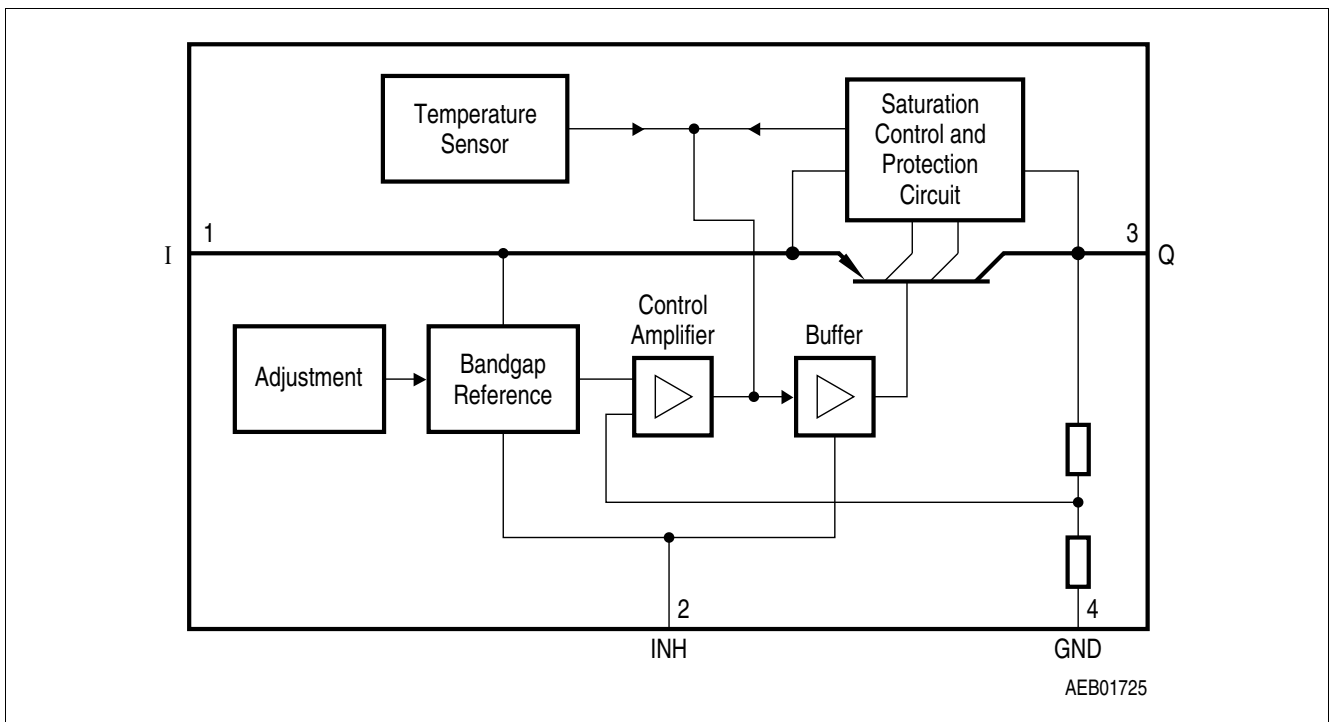 Temperature
Sensor
Saturation
Control and
Protection
Circuit
1
3
I
Q
Control
Amplifier
Buffer
Adjustment
Bandgap
Reference
2
4
INH
GND
AEB01725